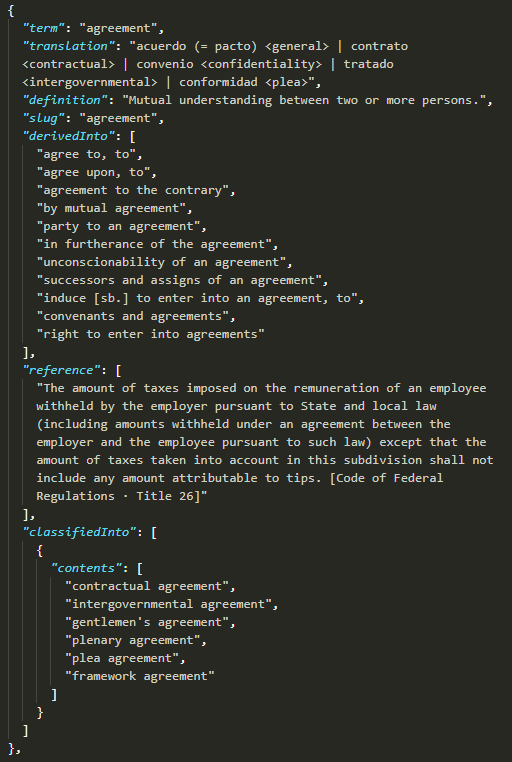 {
"term": "agreement",
"translation": "acuerdo (= pacto) <general> | contrato
<contractual> | convenio <confidentiality> | tratado
<intergovernmental> | conformidad <plea>",
"definition": "Mutual understanding between two or more persons.",
"slug": "agreement",
"derivedInto": [
"agree to, to",
"agree upon, to",
"agreement to the contrary",
"by mutual agreement",
"party to an agreement",
"in furtherance of the agreement",
"unconscionability of an agreement",
"successors and assigns of an agreement",
"induce [sb.] to enter into an agreement, to",
"convenants and agreements",
"right to enter into agreements"
],
"reference": [
"The amount of taxes imposed on the remuneration of an employee
withheld by the employer pursuant to State and local law
(including amounts withheld under an agreement between the
employer and the employee pursuant to such law) except that the
amount of taxes taken into account in this subdivision shall not
include any amount attributable to tips. [Code of Federal
Regulations · Title 26]"
],
"classifiedInto": [
{
"contents": [
"contractual agreement",
"intergovernmental agreement",
"gentlemen's agreement",
"plenary agreement",
"plea agreement",
"framework agreement"
]
}
]
},